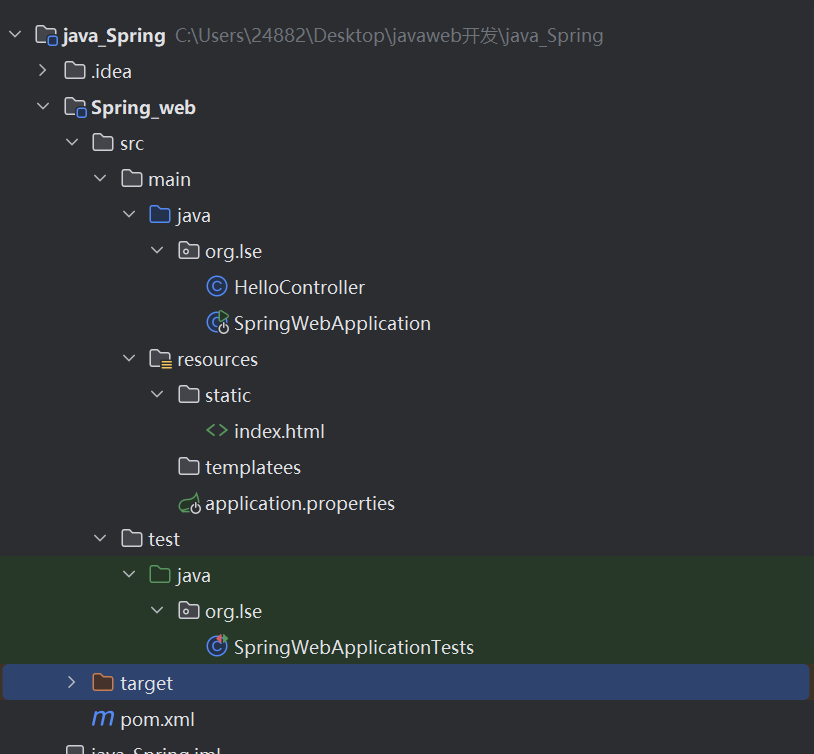 java_Spring C:\Users\24882\Desktop\javaweb开发\java_Spring
.idea
Spring_web
src
main
java
org.lse
HelloController
SpringWebApplication
resources
static
index.html
templatees
application.properties
test
java
org.lse
SpringWebApplicationTests
target
pom.xml
java_Spring.iml